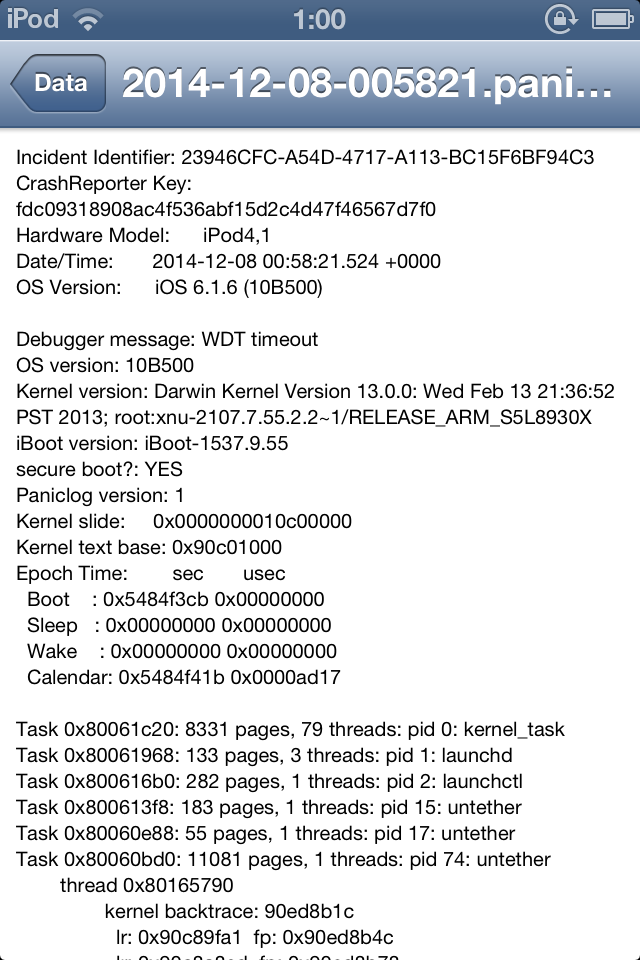 iPod 1:00
Data 2014-12-08-005821.pani...
Incident Identifier: 23946CFC-A54D-4717-A113-BC15F6BF94C3
CrashReporter Key:
fdc09318908ac4f536abf15d2c4d47f46567d7f0
Hardware Model: iPod4,1
Date/Time: 2014-12-08 00:58:21.524 +0000
OS Version: iOS 6.1.6 (10B500)
Debugger message: WDT timeout
OS version: 10B500
Kernel version: Darwin Kernel Version 13.0.0: Wed Feb 13 21:36:52
PST 2013; root:xnu-2107.7.55.2.2~1/RELEASE_ARM_S5L8930X
iBoot version: iBoot-1537.9.55
secure boot?: YES
Paniclog version: 1
Kernel slide: 0x0000000010c00000
Kernel text base: 0x90c01000
Epoch Time: sec usec
Boot : 0x5484f3cb 0x00000000
Sleep : 0x00000000 0x00000000
Wake : 0x00000000 0x00000000
Calendar: 0x5484f41b 0x0000ad17
Task 0x80061c20: 8331 pages, 79 threads: pid 0: kernel_task
Task 0x80061968: 133 pages, 3 threads: pid 1: launchd
Task 0x800616b0: 282 pages, 1 threads: pid 2: launchctl
Task 0x800613f8: 183 pages, 1 threads: pid 15: untether
Task 0x80060e88: 55 pages, 1 threads: pid 17: untether
Task 0x80060bd0: 11081 pages, 1 threads: pid 74: untether
thread 0x80165790
kernel backtrace: 90ed8b1c
lr: 0x90c89fa1 fp: 0x90ed8b4c